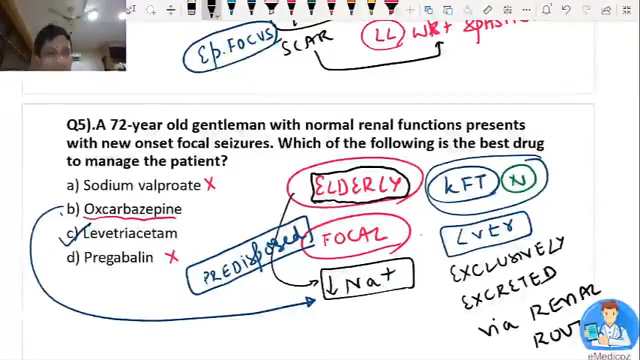 Ep. FOCUS
SCAR
LL
Q5).A 72-year old gentleman with normal renal functions presents
with new onset focal seizures. Which of the following is the best drug
to manage the patient?
a) Sodium valproate x
b) Oxcarbazepine
c) Levetriacetam
d) Pregabalin x
ELDERLY
KFT N
FOCAL
PREDISPOSED
↓ Na+
EXCLUSIVELY
EXCRETED
via RENAL
eMedicoz